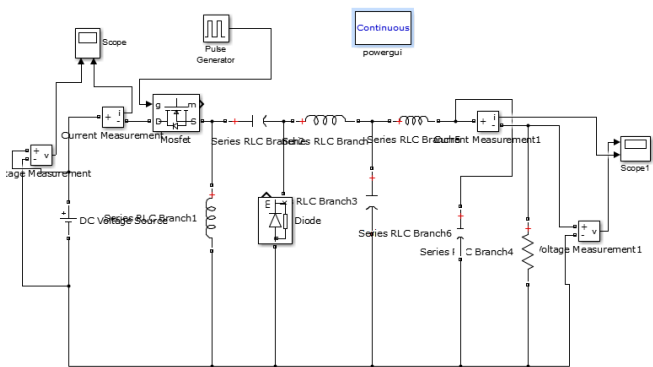 Continuous
powergui
Scope
Pulse
Generator
g m
D S
i
+
-
Current Measurement
Mosfet
Series RLC Branch2
Series RLC Branch
Series RLC Branch5
i
+
-
Current Measurement1
Scope1
v
+
-
tage Measurement
+
DC Voltage Source
Series RLC Branch1
RLC Branch3
Diode
Series RLC Branch6
Series RLC Branch4
v
+
-
Voltage Measurement1